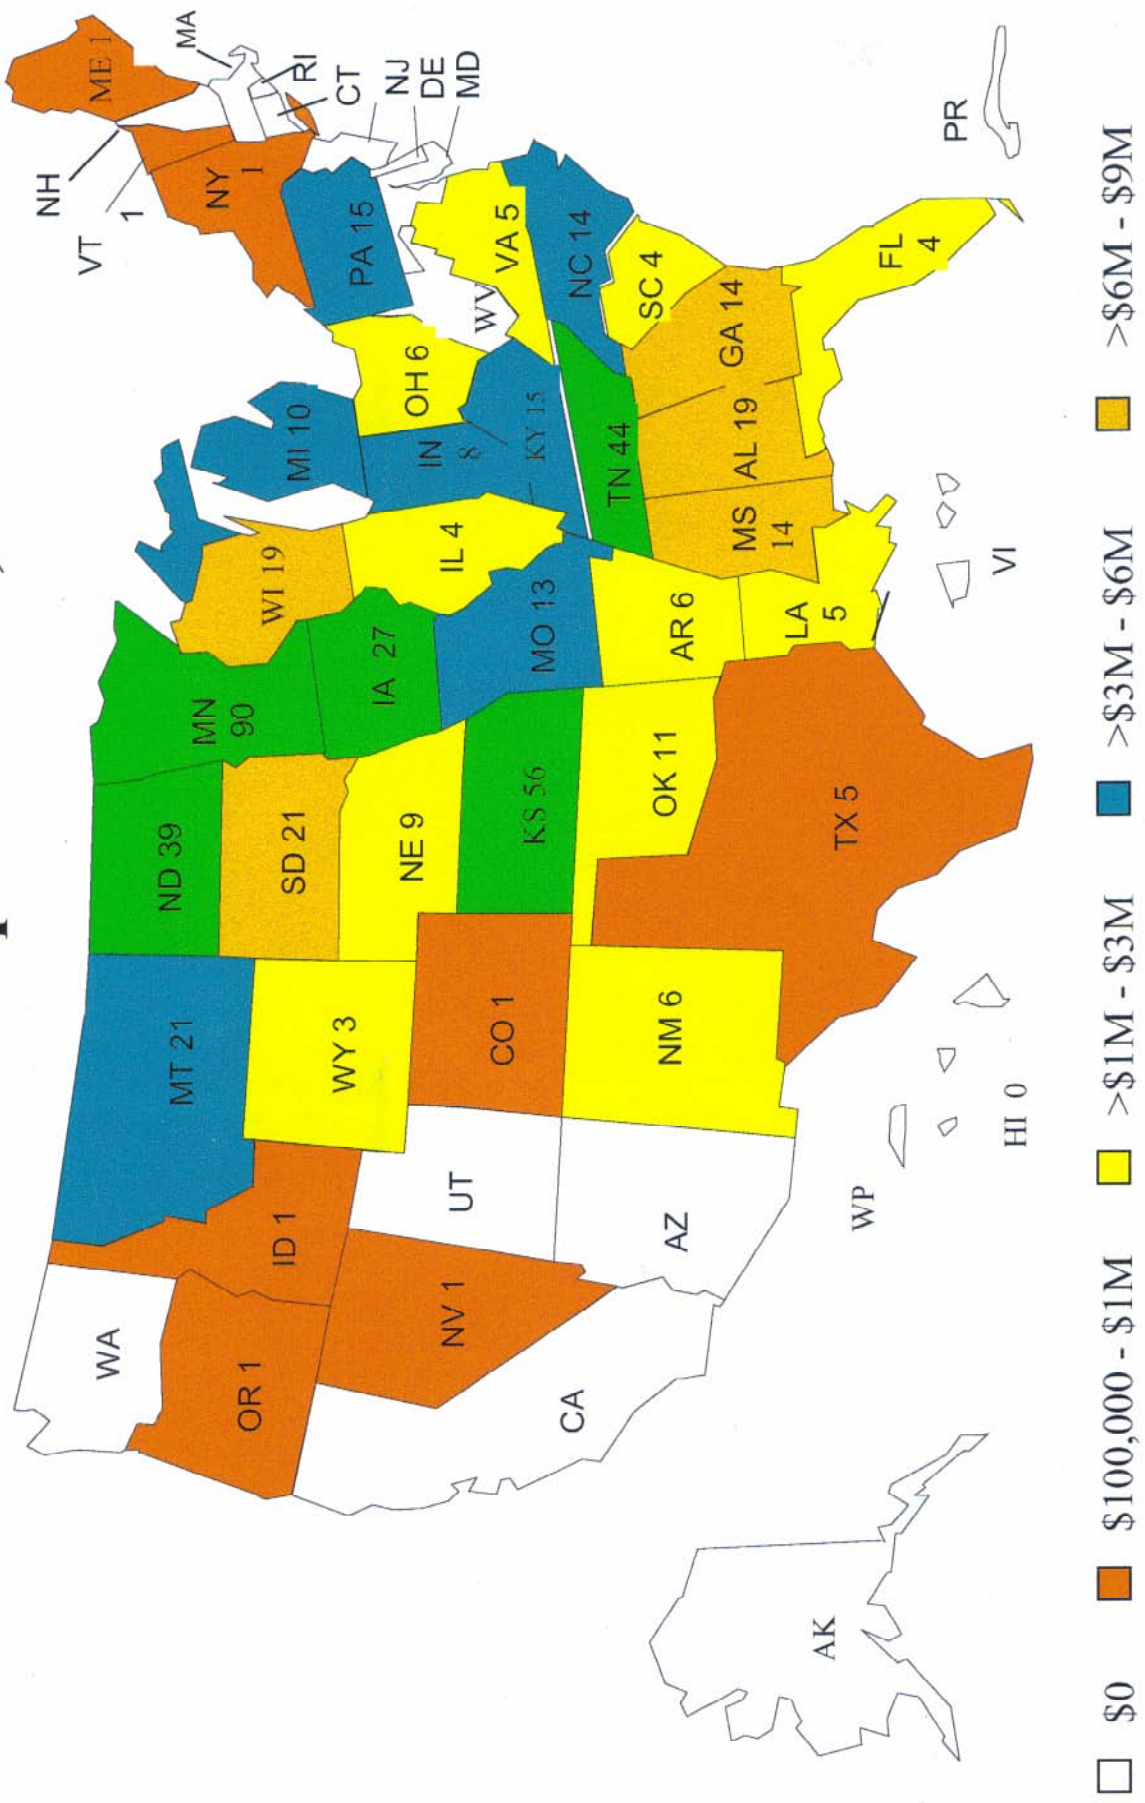 WA
OR 1
ID 1
MT 21
ND 39
MN
90
WI 19
MI 10
NY
1
VT
1
NH
ME 1
MA
RI
CT
NJ
DE
MD
PA 15
NV 1
UT
WY 3
SD 21
NE 9
IA 27
IL 4
IN
8
OH 6
WV
VA 5
CA
AZ
CO 1
KS 56
MO 13
KY 15
NC 14
NM 6
OK 11
AR 6
TN 44
SC 4
TX 5
LA
5
MS
14
AL 19
GA 14
FL
4
AK
WP
HI 0
VI
PR
$0
$100,000 - $1M
>$1M - $3M
>$3M - $6M
>$6M - $9M